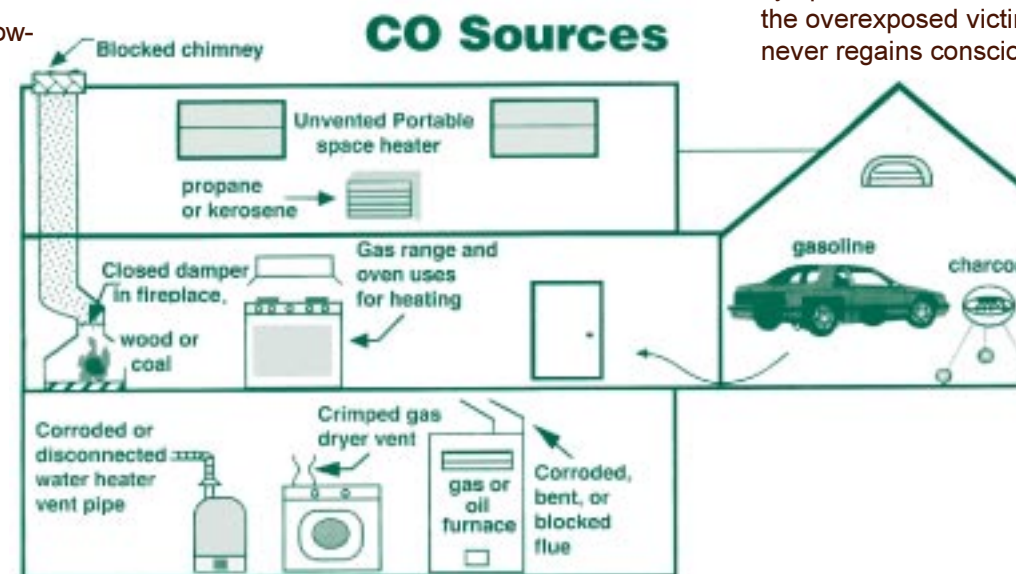 ow-
the overexposed victim
never regains conscio
CO Sources
Blocked chimney
Unvented Portable
space heater
propane
or kerosene
Closed damper
in fireplace,
wood or
coal
Gas range and
oven uses
for heating
gasoline
charco
Corroded or
disconnected
water heater
vent pipe
Crimped gas
dryer vent
gas or
oil
furnace
Corroded,
bent, or
blocked
flue